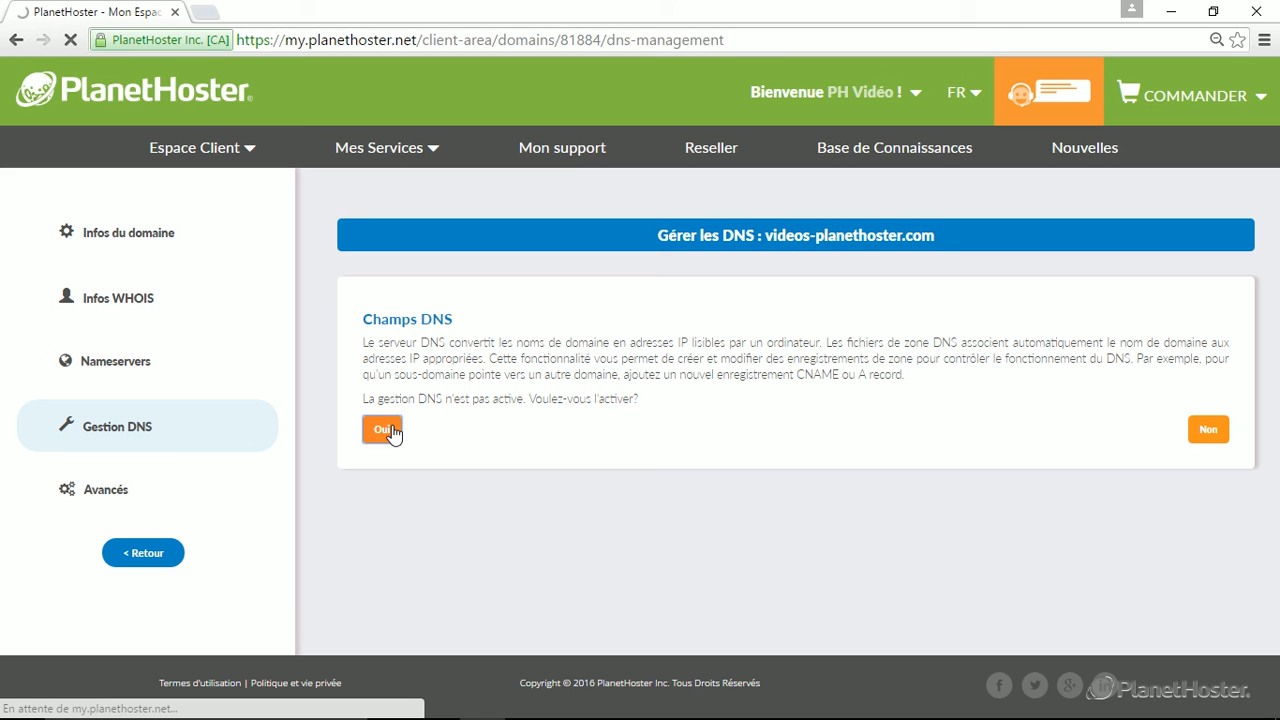 PlanetHoster - Mon Espac
PlanetHoster Inc. [CA] https://my.planethoster.net/client-area/domains/81884/dns-management
PlanetHoster.
Bienvenue PH Vidéo !
FR
COMMANDER
Espace Client
Mes Services
Mon support
Reseller
Base de Connaissances
Nouvelles
Infos du domaine
Infos WHOIS
Nameservers
Gestion DNS
Avancés
< Retour
Gérer les DNS : videos-planethoster.com
Champs DNS
Le serveur DNS convertit les noms de domaine en adresses IP lisibles par un ordinateur. Les fichiers de zone DNS associent automatiquement le nom de domaine aux
adresses IP appropriées. Cette fonctionnalité vous permet de créer et modifier des enregistrements de zone pour contrôler le fonctionnement du DNS. Par exemple, pour
qu'un sous-domaine pointe vers un autre domaine, ajoutez un nouvel enregistrement CNAME ou A record.
La gestion DNS n'est pas active. Voulez-vous l'activer?
Oui
Non
Termes d'utilisation | Politique et vie privée
Copyright © 2016 PlanetHoster Inc. Tous Droits Réservés
PlanetHoster.
En attente de my.planethoster.net...